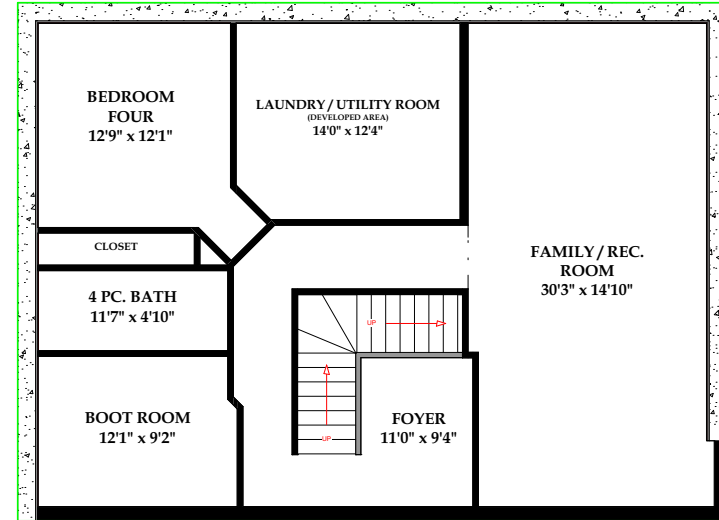 BEDROOM
FOUR
12'9" x 12'1"
LAUNDRY / UTILITY ROOM
(DEVELOPED AREA)
14'0" x 12'4"
CLOSET
FAMILY / REC.
ROOM
30'3" x 14'10"
4 PC. BATH
11'7" x 4'10"
UP
BOOT ROOM
12'1" x 9'2"
FOYER
11'0" x 9'4"
UP